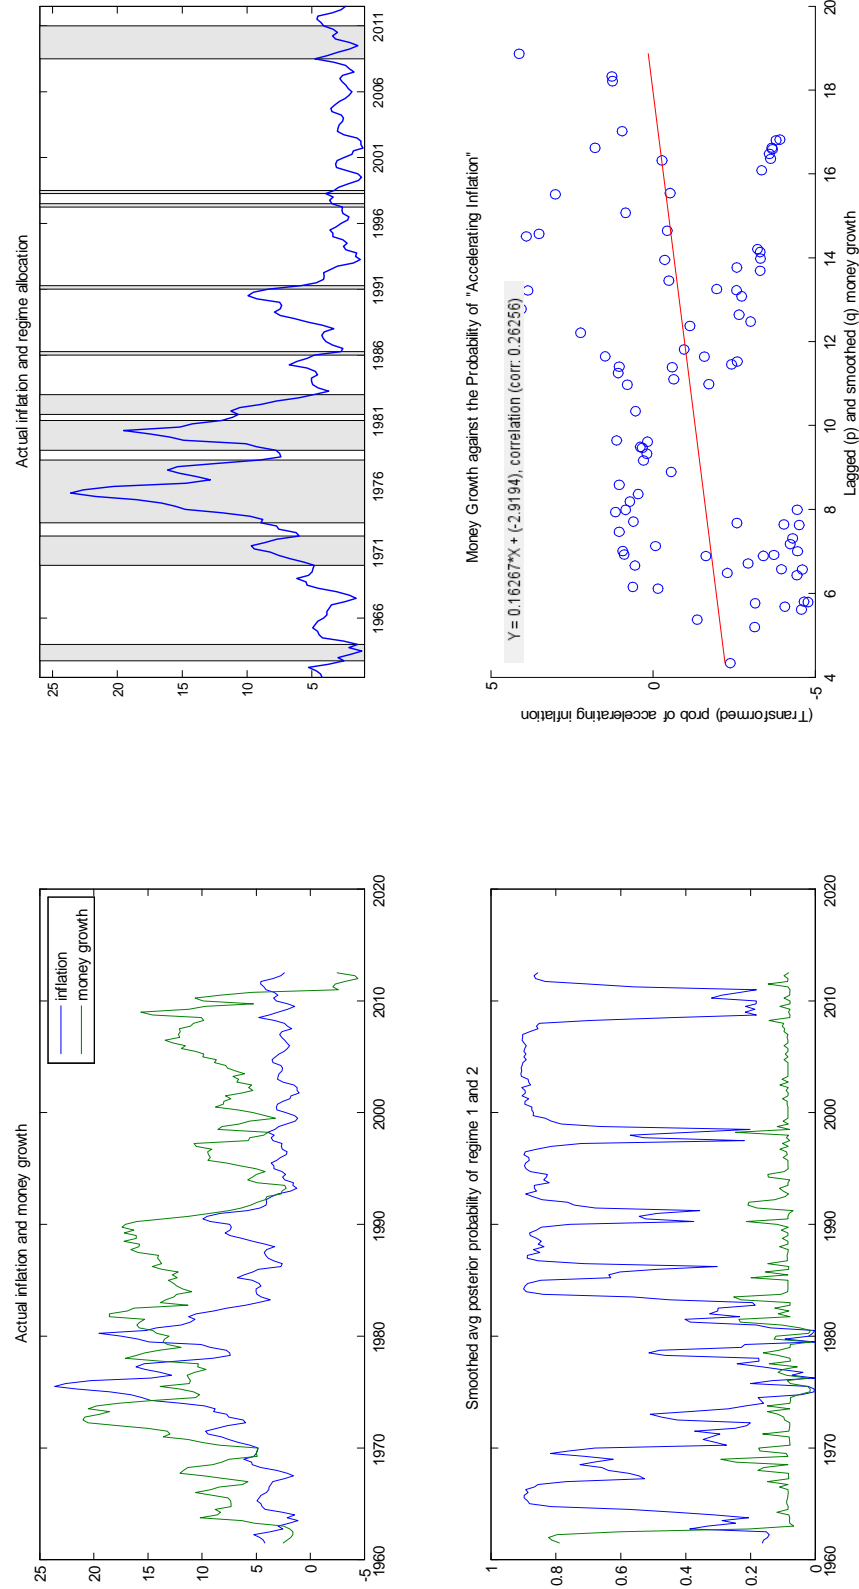 Actual inflation and money growth
25
20
15
10
5
0
-5
1960 1970 1980 1990 2000 2010 2020
inflation
money growth
Actual inflation and regime allocation
25
20
15
10
5
1966 1971 1976 1981 1986 1991 1996 2001 2006 2011
Smoothed avg posterior probability of regime 1 and 2
1
0.8
0.6
0.4
0.2
0
1960 1970 1980 1990 2000 2010 2020
Money Growth against the Probability of "Accelerating Inflation"
Y = 0.16267*X + (-2.9194), correlation (corr: 0.26256)
(Transformed) prob of accelerating inflation
5
0
-5
4 6 8 10 12 14 16 18 20
Lagged (p) and smoothed (q) money growth